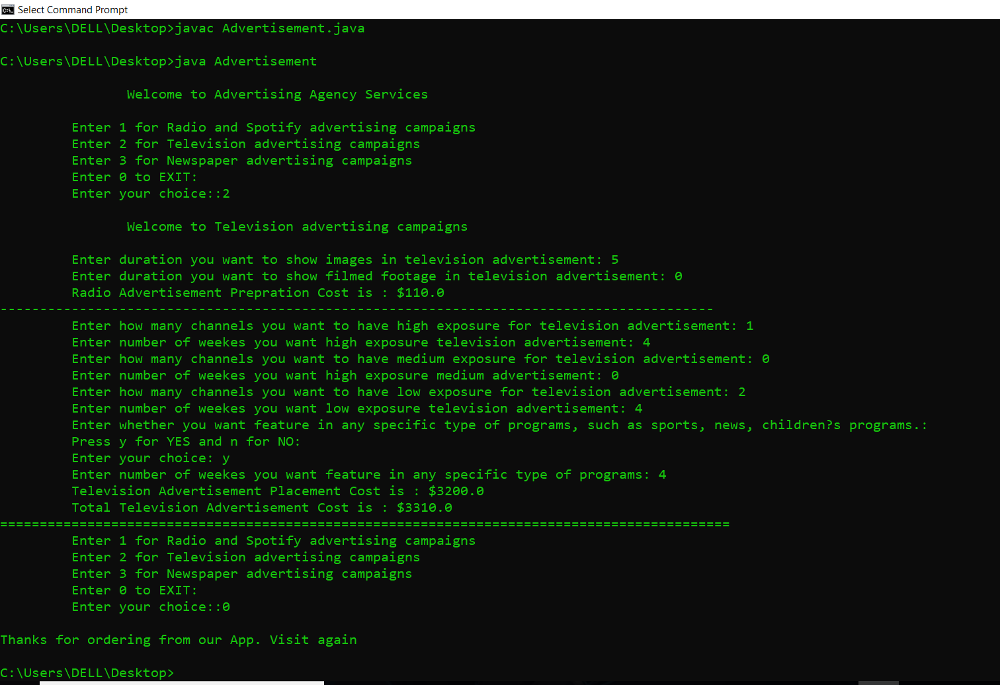 Select Command Prompt
C:\Users\DELL\Desktop>javac Advertisement.java
C:\Users\DELL\Desktop>java Advertisement
Welcome to Advertising Agency Services
Enter 1 for Radio and Spotify advertising campaigns
Enter 2 for Television advertising campaigns
Enter 3 for Newspaper advertising campaigns
Enter 0 to EXIT:
Enter your choice::2
Welcome to Television advertising campaigns
Enter duration you want to show images in television advertisement: 5
Enter duration you want to show filmed footage in television advertisement: 0
Radio Advertisement Prepration Cost is : $110.0
------------------------------------------------------------------------------------------
Enter how many channels you want to have high exposure for television advertisement: 1
Enter number of weekes you want high exposure television advertisement: 4
Enter how many channels you want to have medium exposure for television advertisement: 0
Enter number of weekes you want high exposure medium advertisement: 0
Enter how many channels you want to have low exposure for television advertisement: 2
Enter number of weekes you want low exposure television advertisement: 4
Enter whether you want feature in any specific type of programs, such as sports, news, children?s programs.:
Press y for YES and n for NO:
Enter your choice: y
Enter number of weekes you want feature in any specific type of programs: 4
Television Advertisement Placement Cost is : $3200.0
Total Television Advertisement Cost is : $3310.0
============================================================================================
Enter 1 for Radio and Spotify advertising campaigns
Enter 2 for Television advertising campaigns
Enter 3 for Newspaper advertising campaigns
Enter 0 to EXIT:
Enter your choice::0
Thanks for ordering from our App. Visit again
C:\Users\DELL\Desktop>